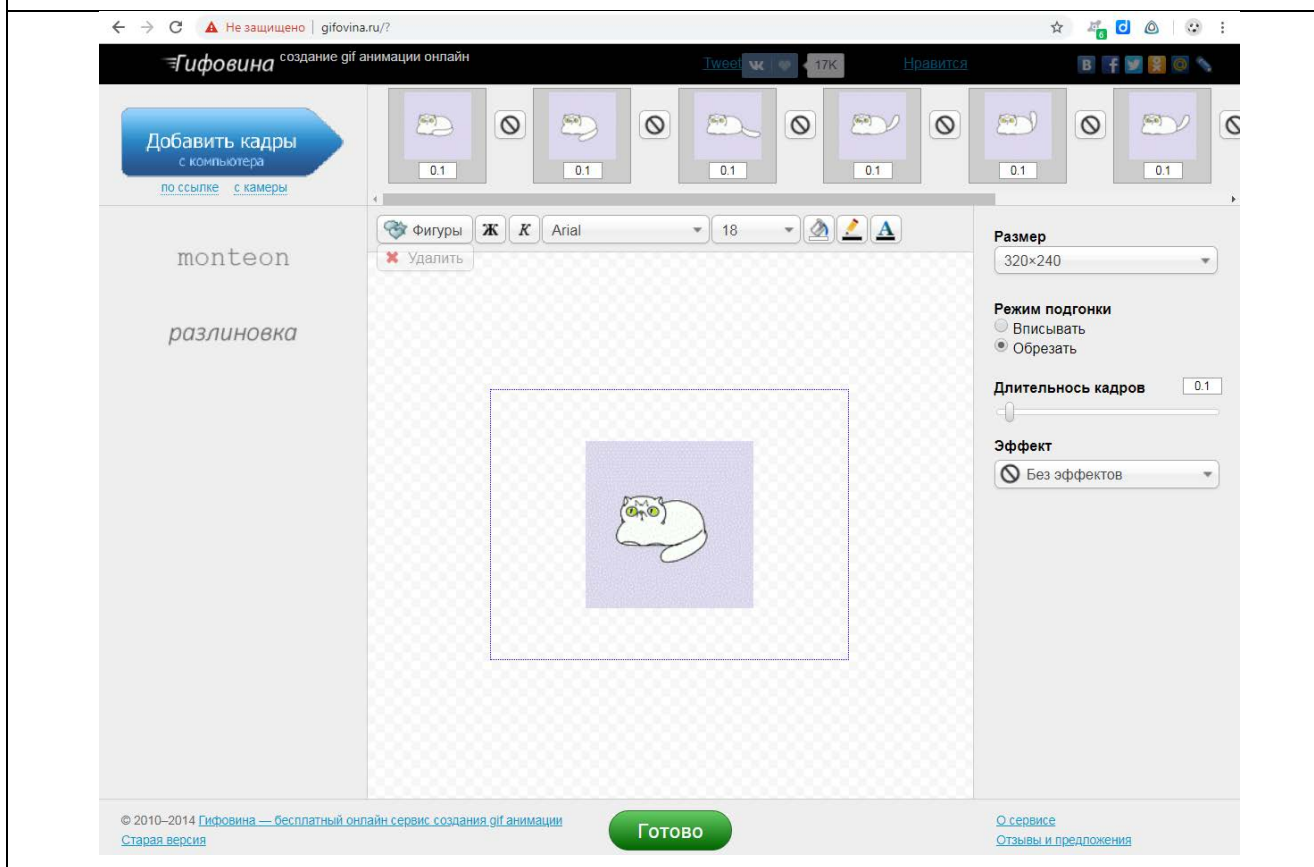 Не защищено | gifovina.ru/?
6
Гифовина создание gif анимации онлайн
Tweet 17K Нравится
Добавить кадры
с компьютера
по ссылке с камеры
0.1 0.1 0.1 0.1 0.1 0.1
monteon
разлиновка
Фигуры Ж К Arial 18 А
Удалить
Размер
320×240
Режим подгонки
Вписывать
Обрезать
Длительнось кадров 0.1
Эффект
Без эффектов
© 2010–2014 Гифовина — бесплатный онлайн сервис создания gif анимации
Старая версия
Готово
О сервисе
Отзывы и предложения